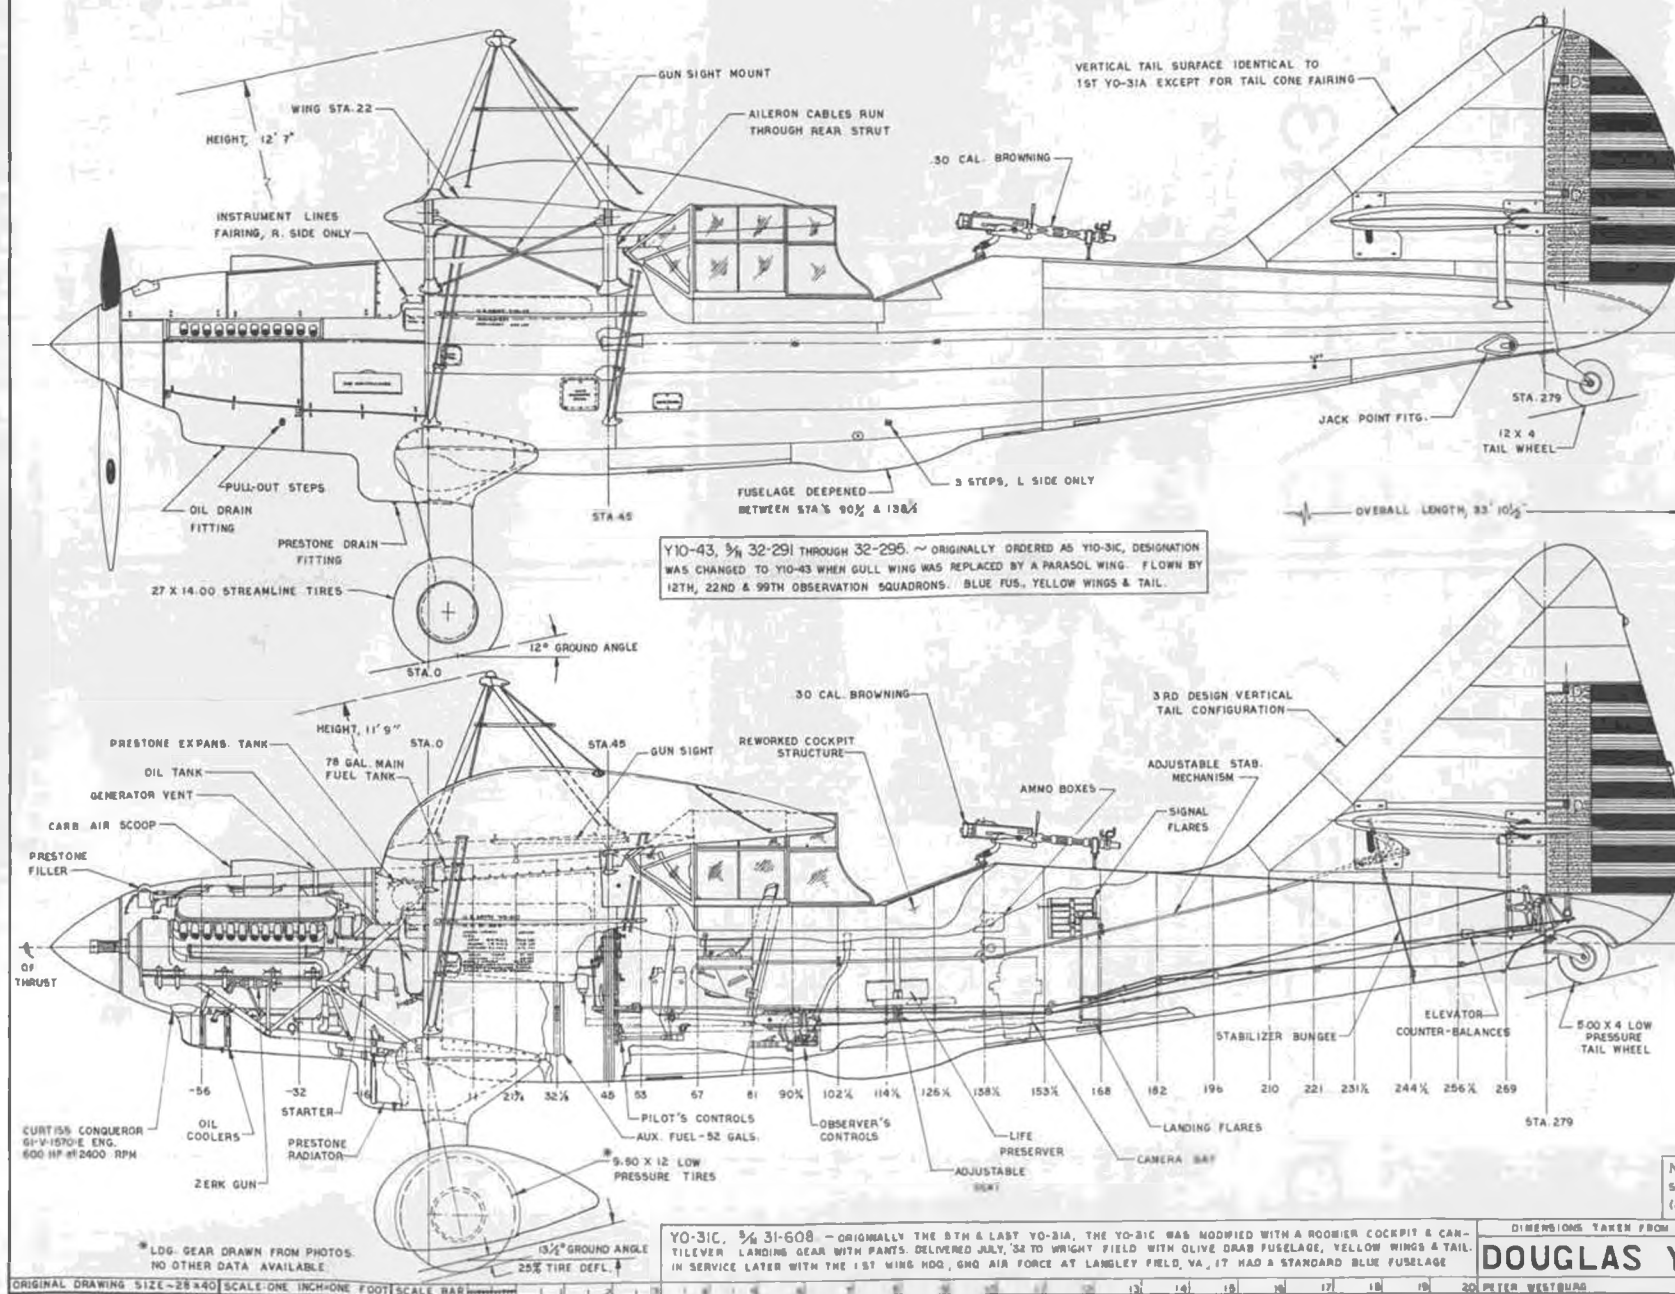 VERTICAL TAIL SURFACE IDENTICAL TO
1ST YO-31A EXCEPT FOR TAIL CONE FAIRING
GUN SIGHT MOUNT
WING STA. 22
AILERON CABLES RUN
THROUGH REAR STRUT
HEIGHT, 12' 7"
.30 CAL. BROWNING
INSTRUMENT LINES
FAIRING, R. SIDE ONLY
STA. 279
JACK POINT FITG.
12 X 4
TAIL WHEEL
PULL-OUT STEPS
OIL DRAIN
FITTING
PRESTONE DRAIN
FITTING
STA 45
FUSELAGE DEEPENED
BETWEEN STA'S 90¾ & 138½
3 STEPS, L SIDE ONLY
OVERALL LENGTH, 33' 10½"
27 X 14.00 STREAMLINE TIRES
Y1O-43, S/N 32-291 THROUGH 32-295. ~ ORIGINALLY ORDERED AS Y1O-31C, DESIGNATION
WAS CHANGED TO Y1O-43 WHEN GULL WING WAS REPLACED BY A PARASOL WING. FLOWN BY
12TH, 22ND & 99TH OBSERVATION SQUADRONS. BLUE FUS., YELLOW WINGS & TAIL.
12° GROUND ANGLE
STA. 0
HEIGHT, 11' 9"
30 CAL. BROWNING
3RD DESIGN VERTICAL
TAIL CONFIGURATION
PRESTONE EXPANS. TANK
STA. 0
STA. 45
GUN SIGHT
REWORKED COCKPIT
STRUCTURE
78 GAL. MAIN
FUEL TANK
OIL TANK
ADJUSTABLE STAB.
MECHANISM
GENERATOR VENT
AMMO BOXES
SIGNAL
FLARES
CARB AIR SCOOP
PRESTONE
FILLER
℄
OF
THRUST
ELEVATOR
COUNTER-BALANCES
STABILIZER BUNGEE
5.00 X 4 LOW
PRESSURE
TAIL WHEEL
-56 -32 -16 11 21¾ 32½ 45 53 67 81 90¾ 102¼ 114½ 126¼ 138½ 153½ 168 182 196 210 221 231½ 244½ 256½ 269
STARTER
PILOT'S CONTROLS
OBSERVER'S
CONTROLS
LANDING FLARES
STA. 279
CURTISS CONQUEROR
G1-V-1570-E ENG.
600 HP @ 2400 RPM
OIL
COOLERS
PRESTONE
RADIATOR
AUX. FUEL - 52 GALS.
LIFE
PRESERVER
CAMERA BAY
ZERK GUN
* 9.50 X 12 LOW
PRESSURE TIRES
ADJUSTABLE
SEAT
13½° GROUND ANGLE
25% TIRE DEFL.
* LDG. GEAR DRAWN FROM PHOTOS.
NO OTHER DATA AVAILABLE.
YO-31C, S/N 31-608 - ORIGINALLY THE 5TH & LAST YO-31A, THE YO-31C WAS MODIFIED WITH A ROOMIER COCKPIT & CAN-
TILEVER LANDING GEAR WITH PANTS. DELIVERED JULY, '32 TO WRIGHT FIELD WITH OLIVE DRAB FUSELAGE, YELLOW WINGS & TAIL.
IN SERVICE LATER WITH THE 1ST WING HDQ, GHQ AIR FORCE AT LANGLEY FIELD, VA., IT HAD A STANDARD BLUE FUSELAGE
DIMENSIONS TAKEN FROM
DOUGLAS Y
PETER WESTBURG
ORIGINAL DRAWING SIZE ~ 28 X 40 SCALE: ONE INCH = ONE FOOT SCALE BAR
13 14 15 16 17 18 19 20